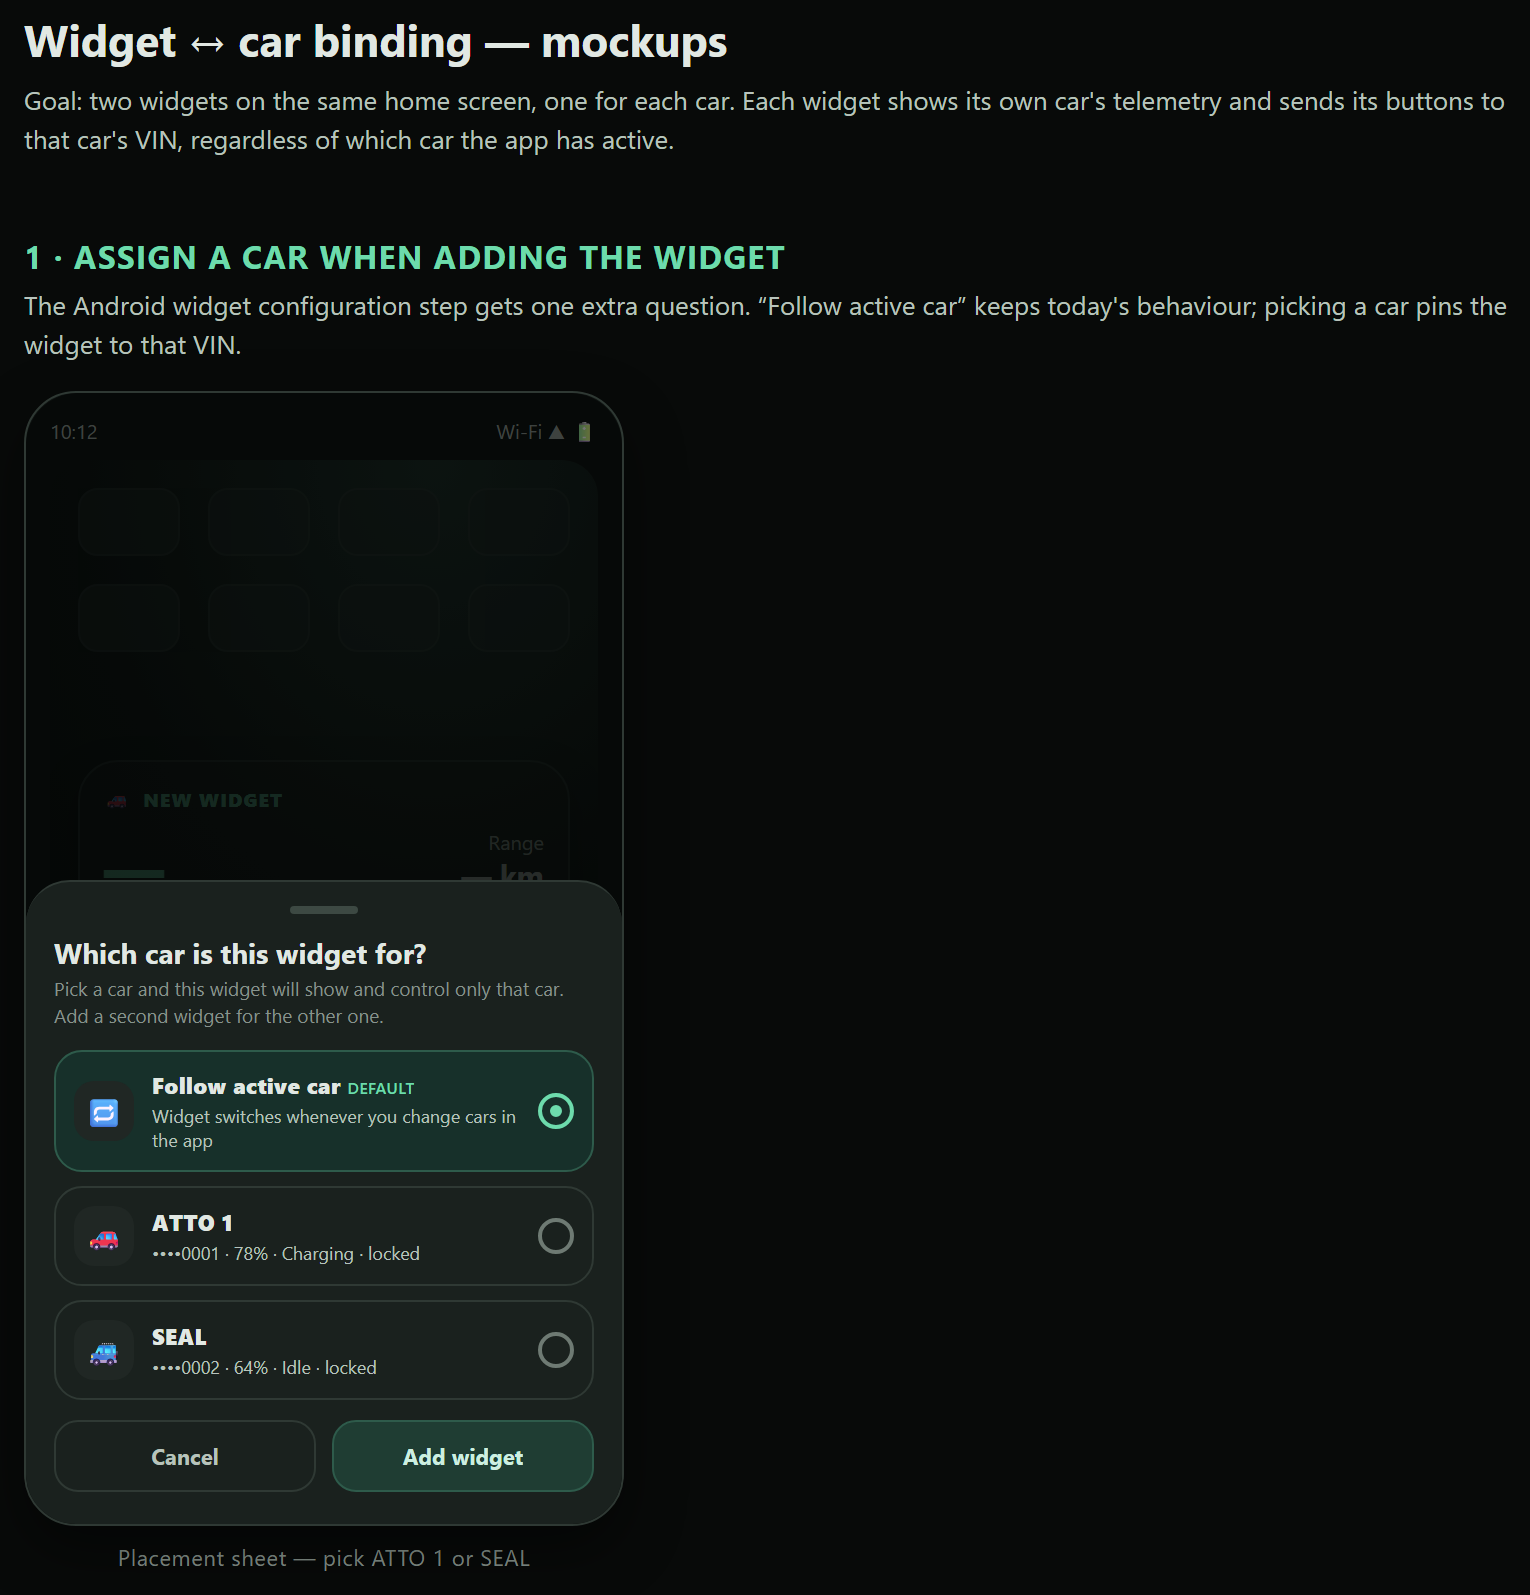 Widget ↔ car binding — mockups
Goal: two widgets on the same home screen, one for each car. Each widget shows its own car's telemetry and sends its buttons to
that car's VIN, regardless of which car the app has active.
1 · ASSIGN A CAR WHEN ADDING THE WIDGET
The Android widget configuration step gets one extra question. “Follow active car” keeps today's behaviour; picking a car pins the
widget to that VIN.
10:12
Wi-Fi ▲ 🔋
NEW WIDGET
Range
— km
Which car is this widget for?
Pick a car and this widget will show and control only that car.
Add a second widget for the other one.
Follow active car DEFAULT
Widget switches whenever you change cars in
the app
ATTO 1
••••0001 · 78% · Charging · locked
SEAL
••••0002 · 64% · Idle · locked
Cancel
Add widget
Placement sheet — pick ATTO 1 or SEAL